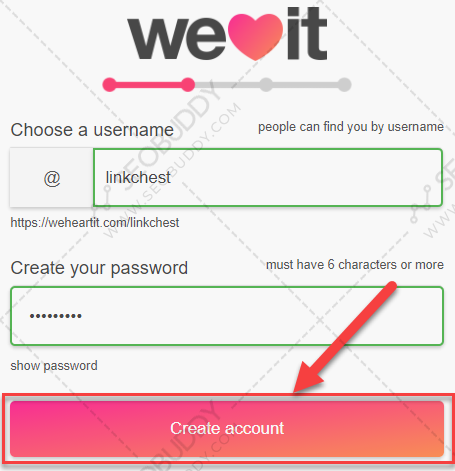 we it
Choose a username people can find you by username
@ linkchest
https://weheartit.com/linkchest
Create your password must have 6 characters or more
•••••••••
show password
Create account
SEOBUDDY
WWW.SEOBUDDY.COM